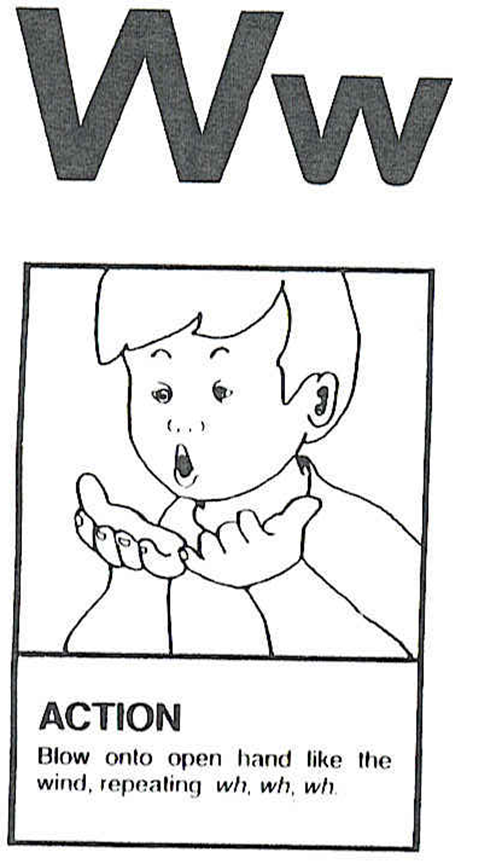 Ww
ACTION
Blow onto open hand like the
wind, repeating wh, wh, wh.